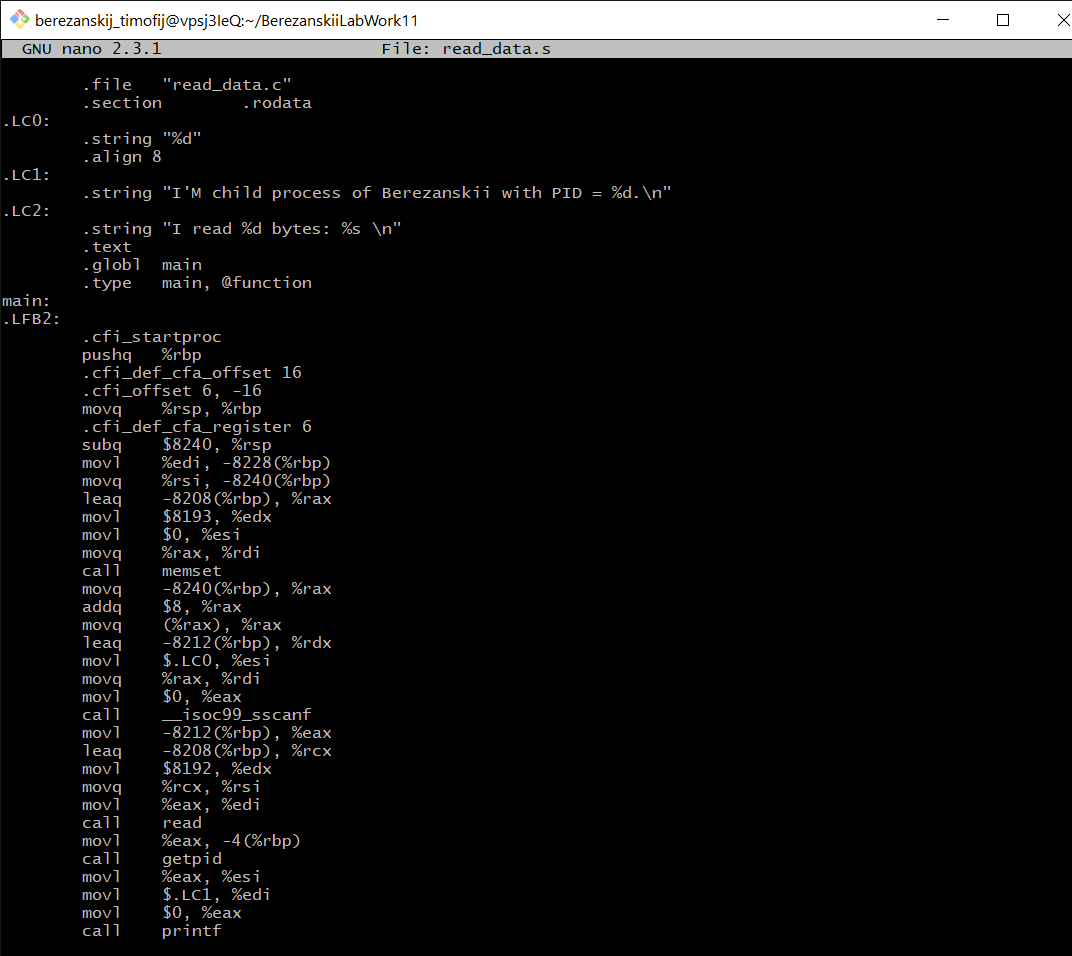 berezanskij_timofij@vpsj3IeQ:~/BerezanskiiLabWork11
GNU nano 2.3.1 File: read_data.s
.file "read_data.c"
.section .rodata
.LC0:
.string "%d"
.align 8
.LC1:
.string "I'M child process of Berezanskii with PID = %d.\n"
.LC2:
.string "I read %d bytes: %s \n"
.text
.globl main
.type main, @function
main:
.LFB2:
.cfi_startproc
pushq %rbp
.cfi_def_cfa_offset 16
.cfi_offset 6, -16
movq %rsp, %rbp
.cfi_def_cfa_register 6
subq $8240, %rsp
movl %edi, -8228(%rbp)
movq %rsi, -8240(%rbp)
leaq -8208(%rbp), %rax
movl $8193, %edx
movl $0, %esi
movq %rax, %rdi
call memset
movq -8240(%rbp), %rax
addq $8, %rax
movq (%rax), %rax
leaq -8212(%rbp), %rdx
movl $.LC0, %esi
movq %rax, %rdi
movl $0, %eax
call __isoc99_sscanf
movl -8212(%rbp), %eax
leaq -8208(%rbp), %rcx
movl $8192, %edx
movq %rcx, %rsi
movl %eax, %edi
call read
movl %eax, -4(%rbp)
call getpid
movl %eax, %esi
movl $.LC1, %edi
movl $0, %eax
call printf